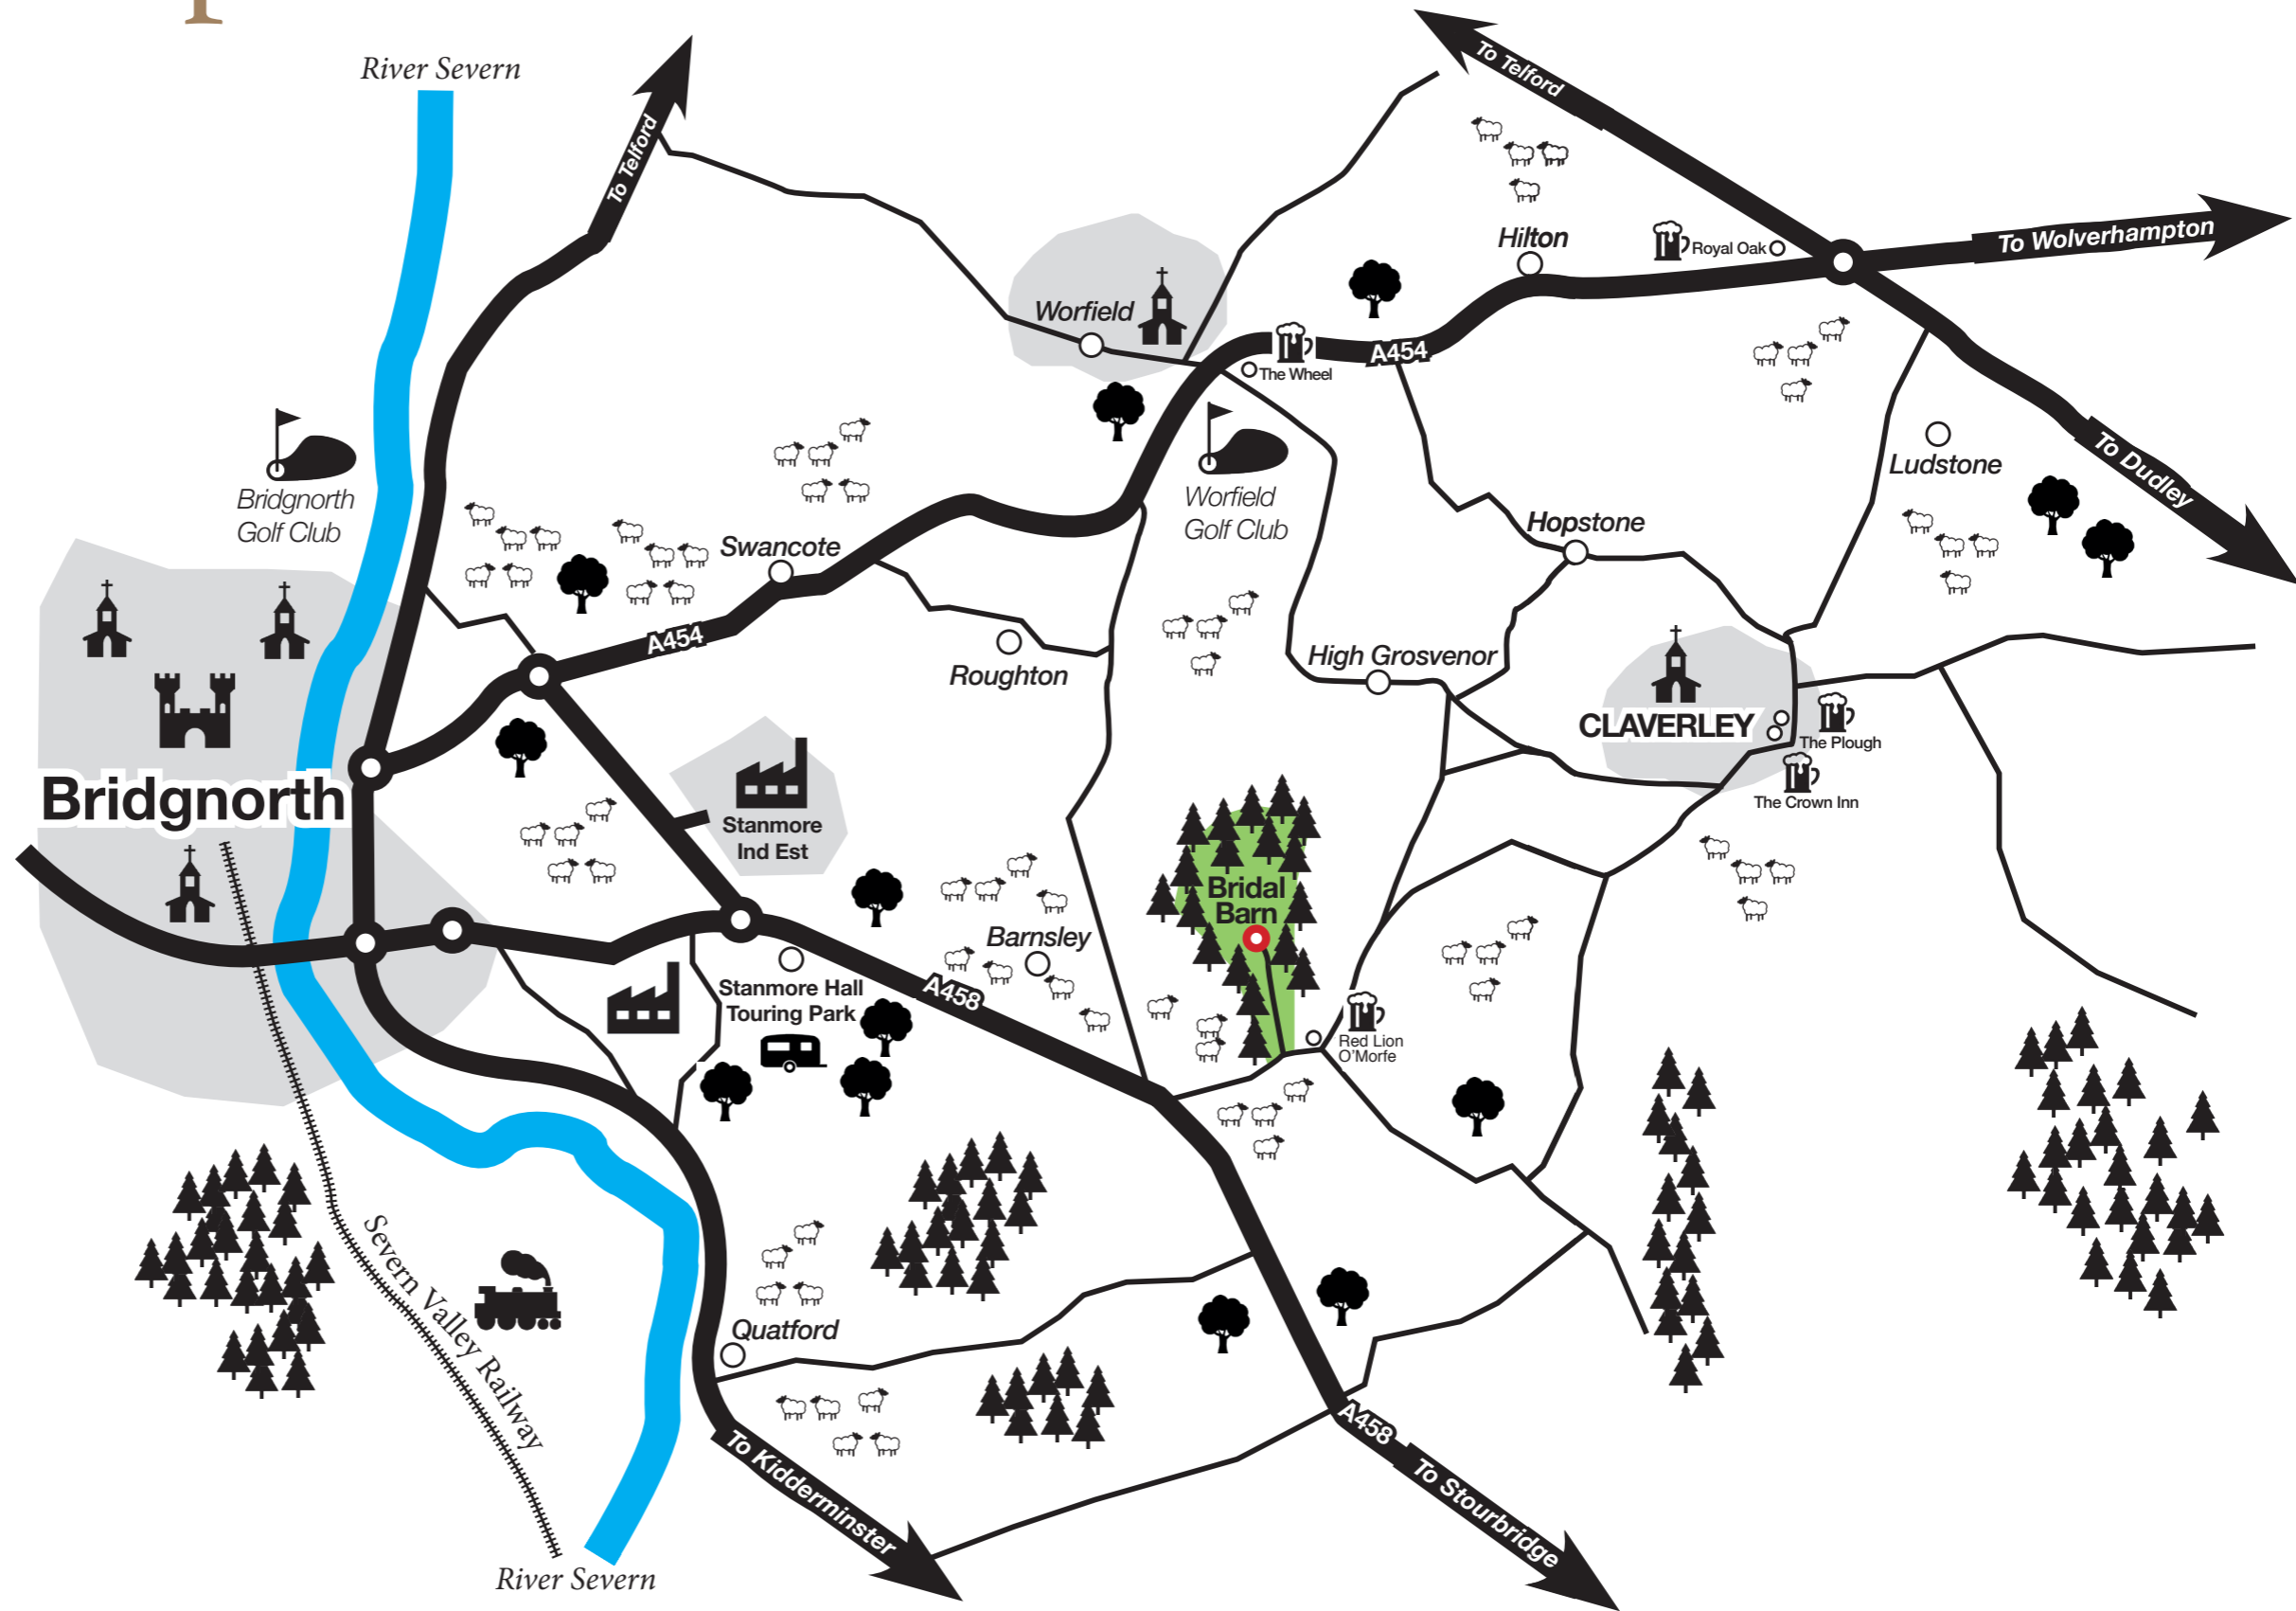 River Severn
To Telford
To Telford
To Wolverhampton
Hilton
Royal Oak
Worfield
The Wheel
A454
To Dudley
Ludstone
Bridgnorth
Golf Club
Worfield
Golf Club
Hopstone
Swancote
A454
Roughton
High Grosvenor
CLAVERLEY
The Plough
The Crown Inn
Bridgnorth
Stanmore
Ind Est
Bridal
Barn
Barnsley
Stanmore Hall
Touring Park
A458
Red Lion
O'Morfe
Severn Valley Railway
Quatford
To Kidderminster
A458
To Stourbridge
River Severn